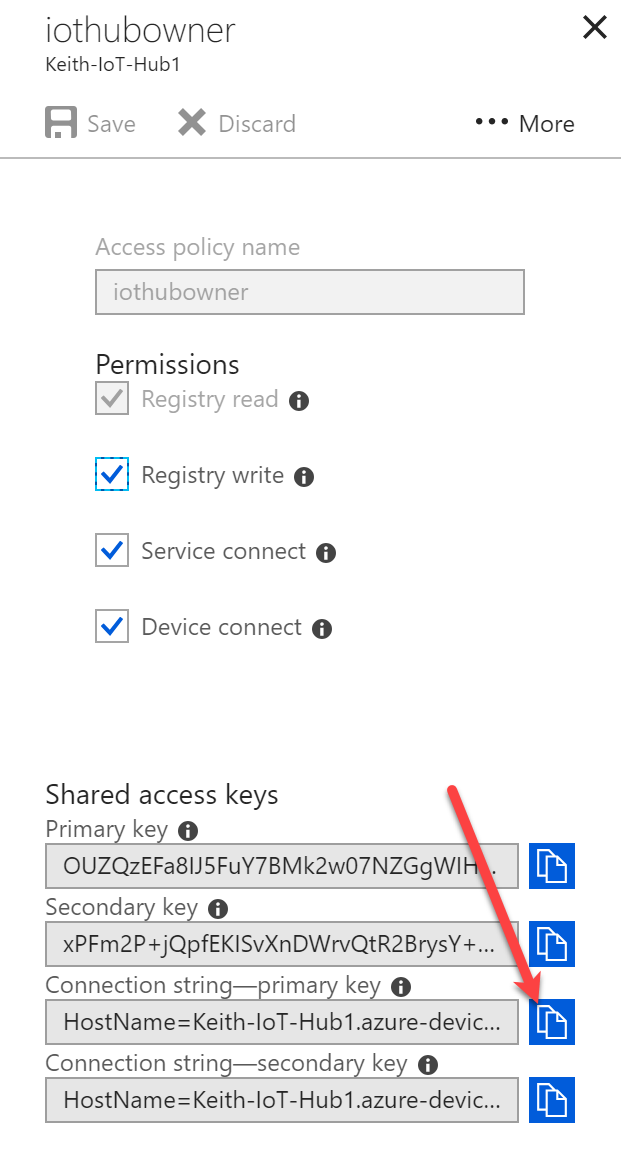 iothubowner
Keith-IoT-Hub1
Save Discard ••• More
Access policy name
iothubowner
Permissions
Registry read
Registry write
Service connect
Device connect
Shared access keys
Primary key
OUZQzEFa8IJ5FuY7BMk2w07NZGgWIH...
Secondary key
xPFm2P+jQpfEKISvXnDWrvQtR2BrysY+...
Connection string—primary key
HostName=Keith-IoT-Hub1.azure-devic...
Connection string—secondary key
HostName=Keith-IoT-Hub1.azure-devic...